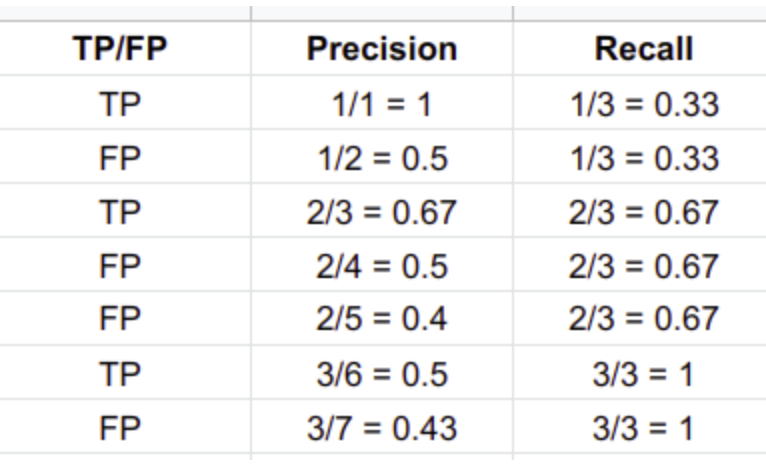 TP/FP Precision Recall
TP 1/1 = 1 1/3 = 0.33
FP 1/2 = 0.5 1/3 = 0.33
TP 2/3 = 0.67 2/3 = 0.67
FP 2/4 = 0.5 2/3 = 0.67
FP 2/5 = 0.4 2/3 = 0.67
TP 3/6 = 0.5 3/3 = 1
FP 3/7 = 0.43 3/3 = 1